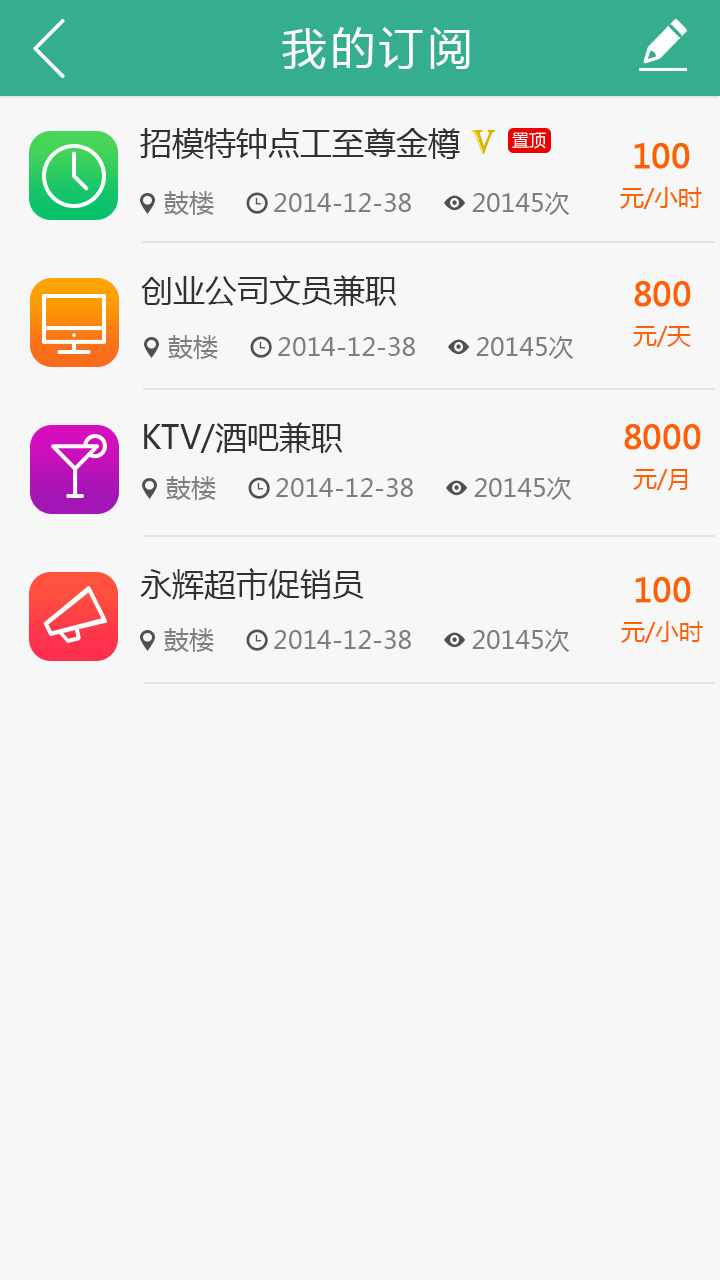 我的订阅
招模特钟点工至尊金樽 V 置顶
100
鼓楼 2014-12-38 20145次
元/小时
创业公司文员兼职
800
鼓楼 2014-12-38 20145次
元/天
KTV/酒吧兼职
8000
鼓楼 2014-12-38 20145次
元/月
永辉超市促销员
100
鼓楼 2014-12-38 20145次
元/小时